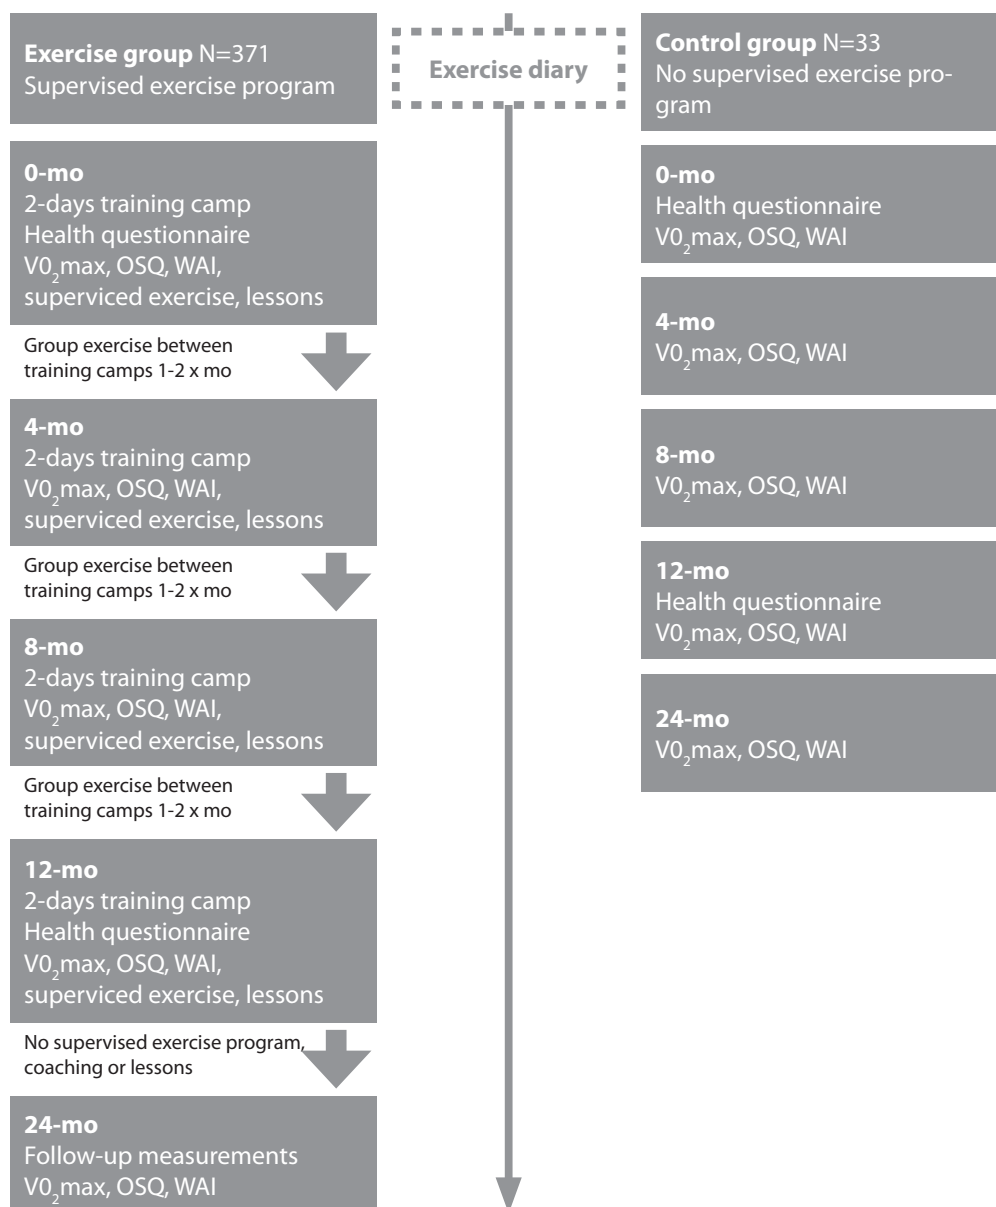 Exercise group N=371
Supervised exercise program
0-mo
2-days training camp
Health questionnaire
V0₂max, OSQ, WAI,
superviced exercise, lessons
Group exercise between
training camps 1-2 x mo
4-mo
2-days training camp
V0₂max, OSQ, WAI,
superviced exercise, lessons
Group exercise between
training camps 1-2 x mo
8-mo
2-days training camp
V0₂max, OSQ, WAI,
superviced exercise, lessons
Group exercise between
training camps 1-2 x mo
12-mo
2-days training camp
Health questionnaire
V0₂max, OSQ, WAI,
superviced exercise, lessons
No supervised exercise program,
coaching or lessons
24-mo
Follow-up measurements
V0₂max, OSQ, WAI
Exercise diary
Control group N=33
No supervised exercise pro-
gram
0-mo
Health questionnaire
V0₂max, OSQ, WAI
4-mo
V0₂max, OSQ, WAI
8-mo
V0₂max, OSQ, WAI
12-mo
Health questionnaire
V0₂max, OSQ, WAI
24-mo
V0₂max, OSQ, WAI